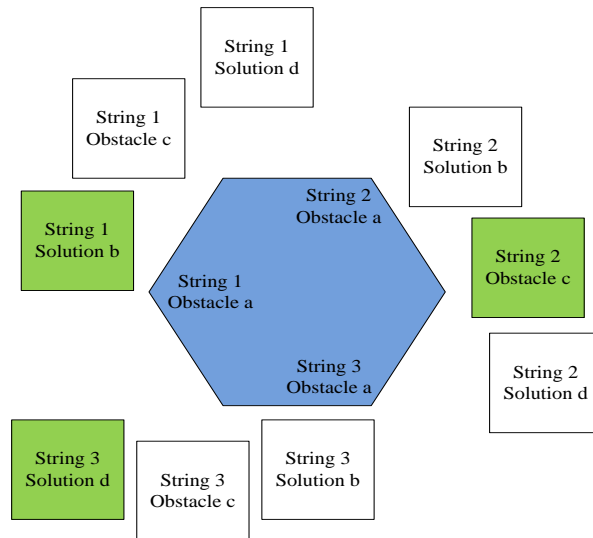 String 1
Solution d
String 1
Obstacle c
String 2
Solution b
String 2
Obstacle a
String 1
Solution b
String 2
Obstacle c
String 1
Obstacle a
String 3
Obstacle a
String 2
Solution d
String 3
Solution d
String 3
Obstacle c
String 3
Solution b